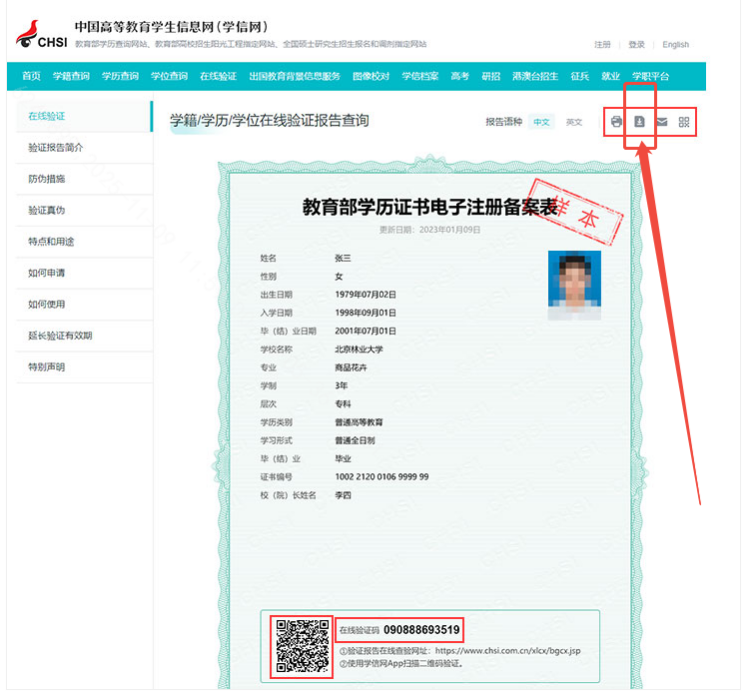 中国高等教育学生信息网(学信网)
CHSI 教育部学历查询网站、教育部高校招生阳光工程指定网站、全国硕士研究生招生报名和调剂指定网站
注册 | 登录 | English
首页 学籍查询 学历查询 学位查询 在线验证 出国教育背景信息服务 图像校对 学信档案 高考 研招 港澳台招生 征兵 就业 学职平台
在线验证
验证报告简介
防伪措施
验证真伪
特点和用途
如何申请
如何使用
延长验证有效期
特别声明
学籍/学历/学位在线验证报告查询
报告语种 中文 英文
教育部学历证书电子注册备案表
样本
更新日期：2023年01月09日
姓名 张三
性别 女
出生日期 1979年07月02日
入学日期 1998年09月01日
毕（结）业日期 2001年07月01日
学校名称 北京林业大学
专业 商品花卉
学制 3年
层次 专科
学历类别 普通高等教育
学习形式 普通全日制
毕（结）业 毕业
证书编号 1002 2120 0106 9999 99
校（院）长姓名 李四
在线验证码 090888693519
①验证报告在线查验网址：https://www.chsi.com.cn/xlcx/bgcx.jsp
②使用学信网App扫描二维码验证。